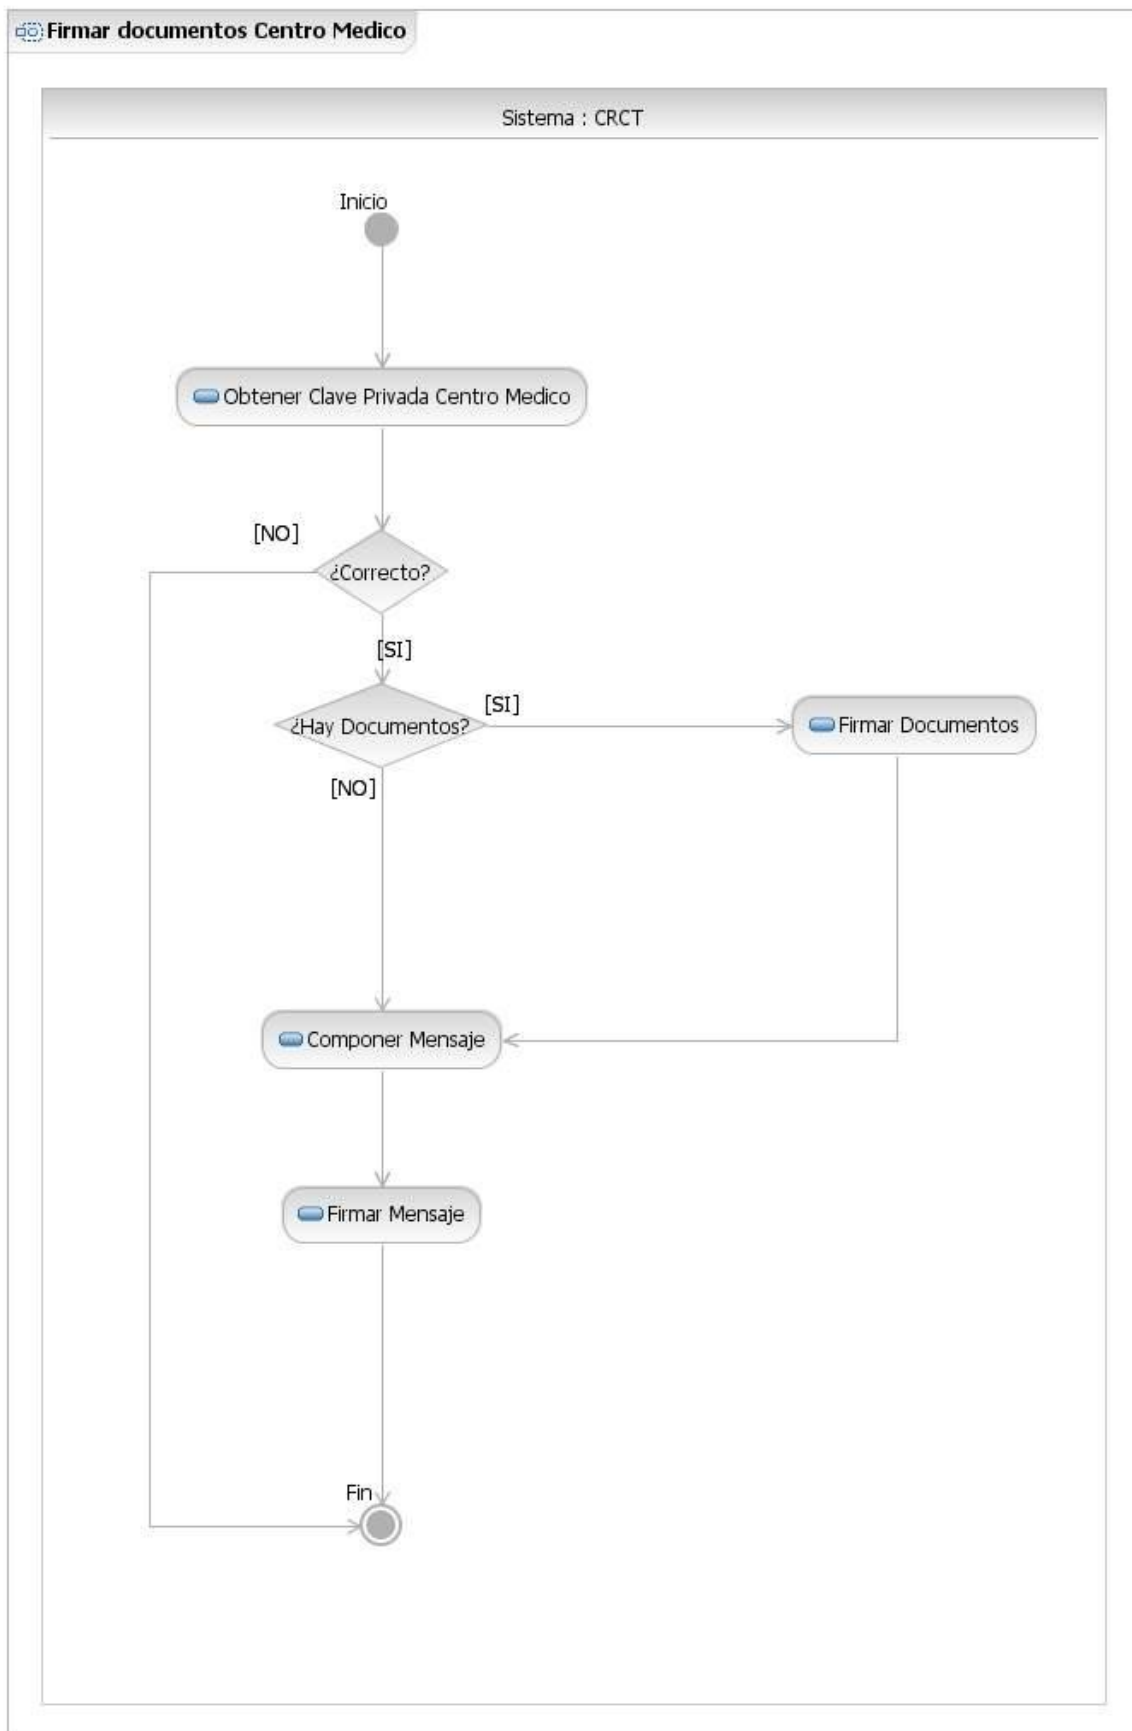 Firmar documentos Centro Medico
Sistema : CRCT
Inicio
Obtener Clave Privada Centro Medico
[NO]
¿Correcto?
[SI]
[SI]
¿Hay Documentos?
Firmar Documentos
[NO]
Componer Mensaje
Firmar Mensaje
Fin